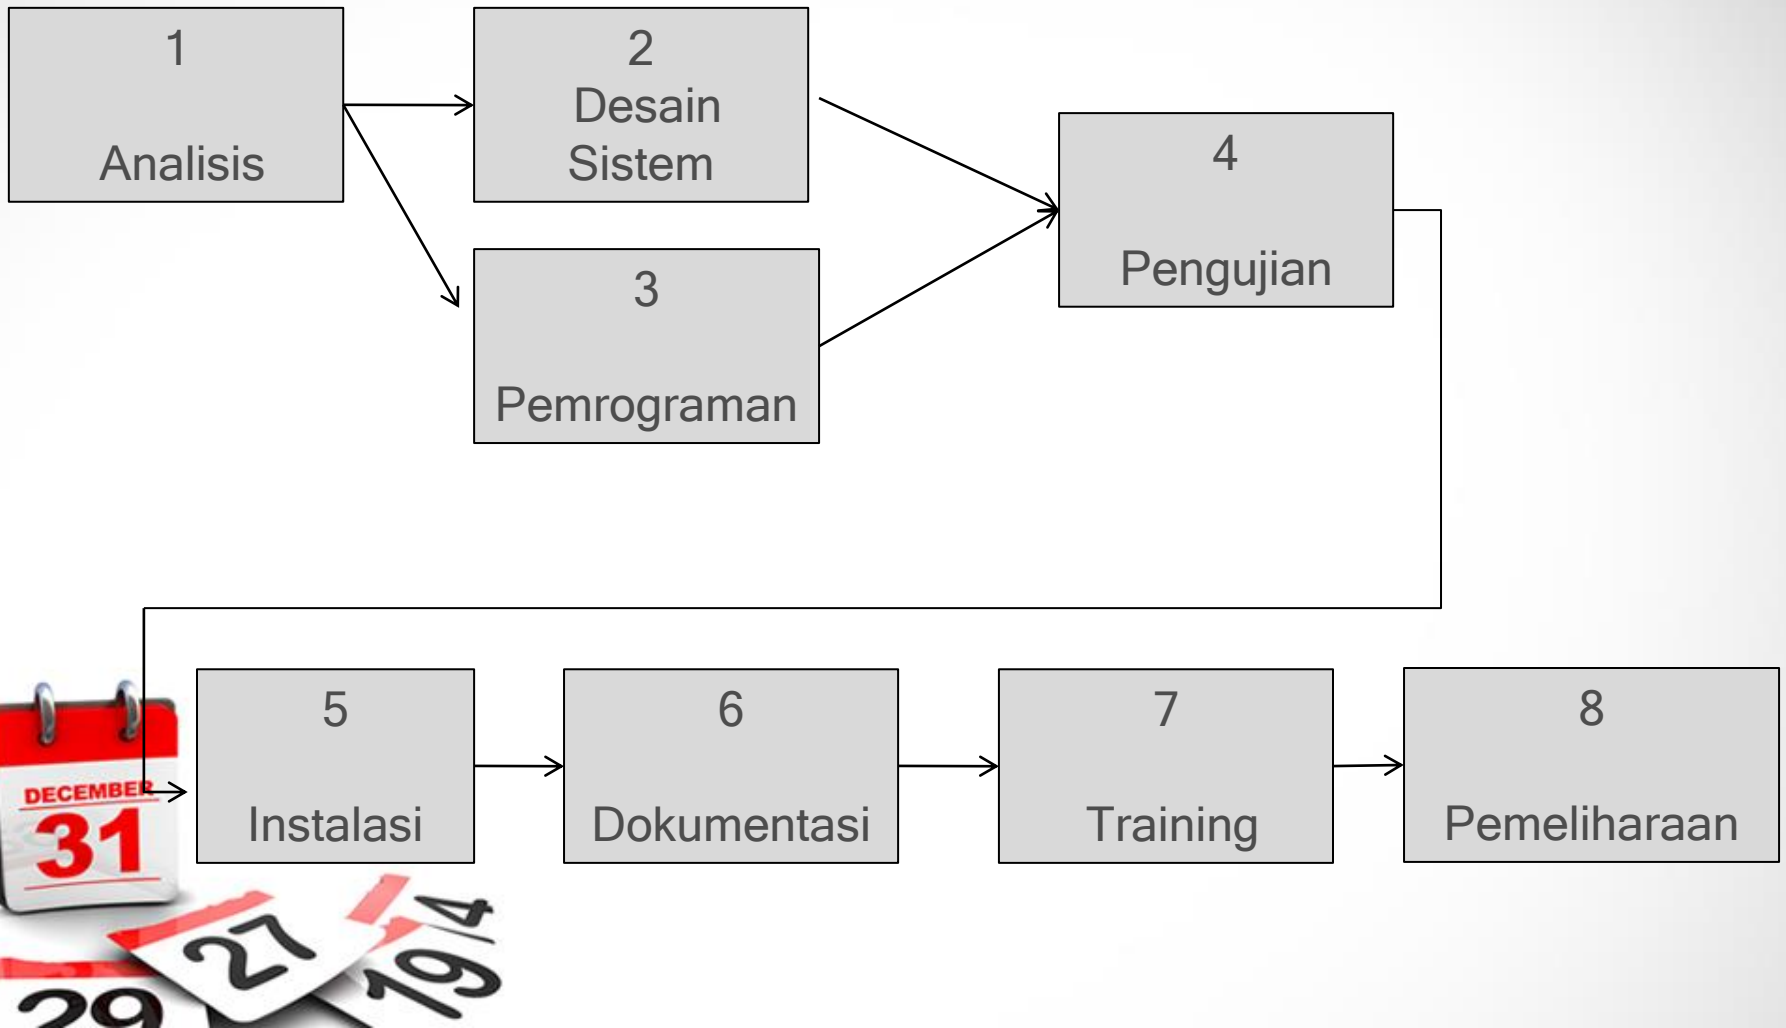 1
Analisis
2
Desain
Sistem
3
Pemrograman
4
Pengujian
5
Instalasi
6
Dokumentasi
7
Training
8
Pemeliharaan
DECEMBER
31
27
19
4
29